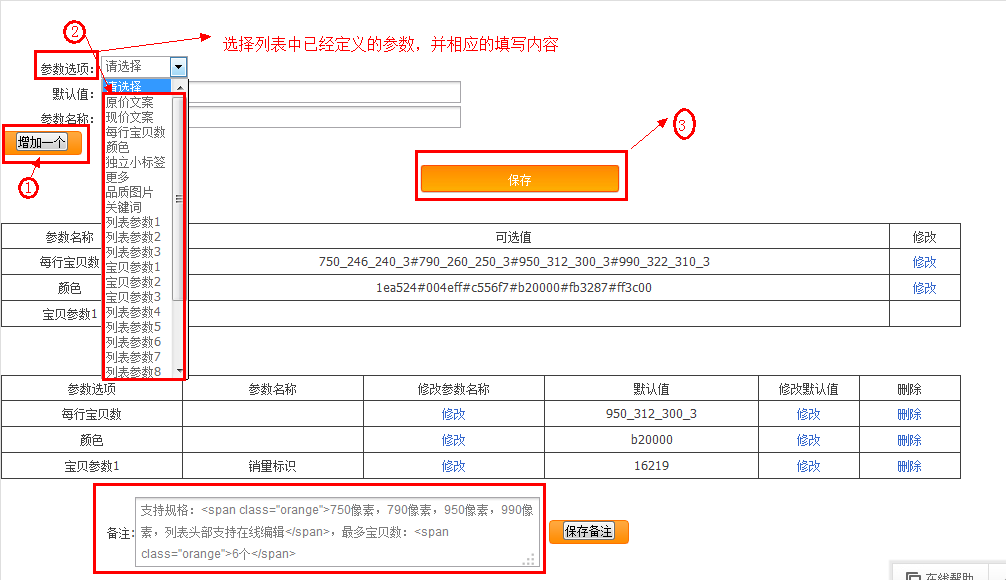 ②
选择列表中已经定义的参数，并相应的填写内容
参数选项： 请选择
请选择
默认值：
原价文案
现价文案
参数名称：
每行宝贝数
增加一个
颜色
独立小标签
更多
品质图片
关键词
列表参数1
列表参数2
列表参数3
宝贝参数1
宝贝参数2
宝贝参数3
列表参数4
列表参数5
列表参数6
列表参数7
列表参数8
①
③
保存
参数名称 可选值 修改
每行宝贝数 750_246_240_3#790_260_250_3#950_312_300_3#990_322_310_3 修改
颜色 1ea524#004eff#c556f7#b20000#fb3287#ff3c00 修改
宝贝参数1
参数选项 参数名称 修改参数名称 默认值 修改默认值 删除
每行宝贝数 修改 950_312_300_3 修改 删除
颜色 修改 b20000 修改 删除
宝贝参数1 销量标识 修改 16219 修改 删除
支持规格：<span class="orange">750像素，790像素，950像素，990像
备注： 素，列表头部支持在线编辑</span>，最多宝贝数：<span
class="orange">6个</span>
保存备注
在线帮助